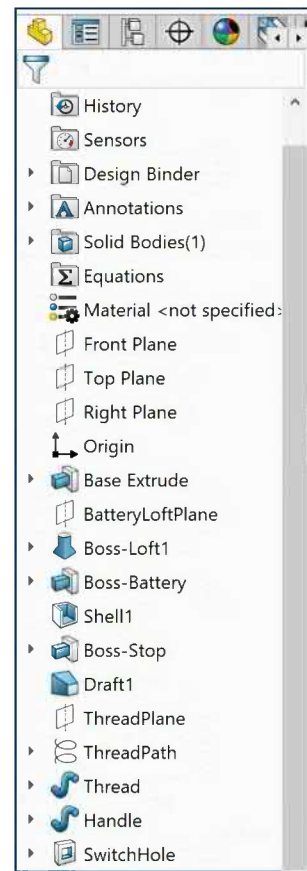 History
Sensors
Design Binder
Annotations
Solid Bodies(1)
Equations
Material <not specified>
Front Plane
Top Plane
Right Plane
Origin
Base Extrude
BatteryLoftPlane
Boss-Loft1
Boss-Battery
Shell1
Boss-Stop
Draft1
ThreadPlane
ThreadPath
Thread
Handle
SwitchHole